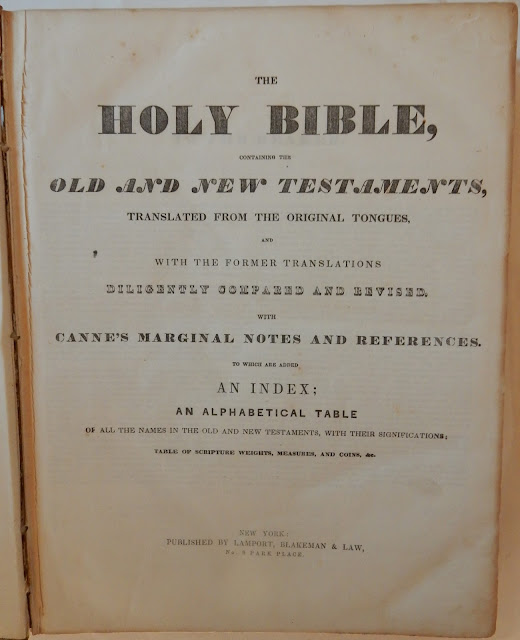 THE
HOLY BIBLE,
CONTAINING THE
OLD AND NEW TESTAMENTS,
TRANSLATED FROM THE ORIGINAL TONGUES,
AND
WITH THE FORMER TRANSLATIONS
DILIGENTLY COMPARED AND REVISED,
WITH
CANNE'S MARGINAL NOTES AND REFERENCES.
TO WHICH ARE ADDED
AN INDEX;
AN ALPHABETICAL TABLE
OF ALL THE NAMES IN THE OLD AND NEW TESTAMENTS, WITH THEIR SIGNIFICATIONS;
TABLE OF SCRIPTURE WEIGHTS, MEASURES, AND COINS, &c.
NEW YORK:
PUBLISHED BY LAMPORT, BLAKEMAN & LAW,
No. 8 PARK PLACE.